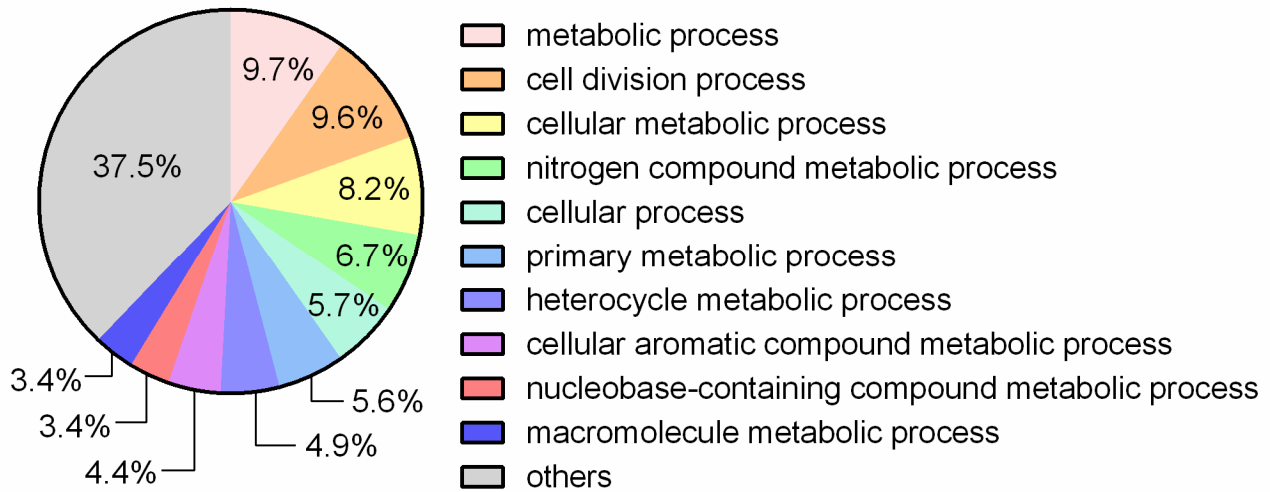 9.7%
9.6%
8.2%
6.7%
5.7%
5.6%
4.9%
4.4%
3.4%
3.4%
37.5%
metabolic process
cell division process
cellular metabolic process
nitrogen compound metabolic process
cellular process
primary metabolic process
heterocycle metabolic process
cellular aromatic compound metabolic process
nucleobase-containing compound metabolic process
macromolecule metabolic process
others